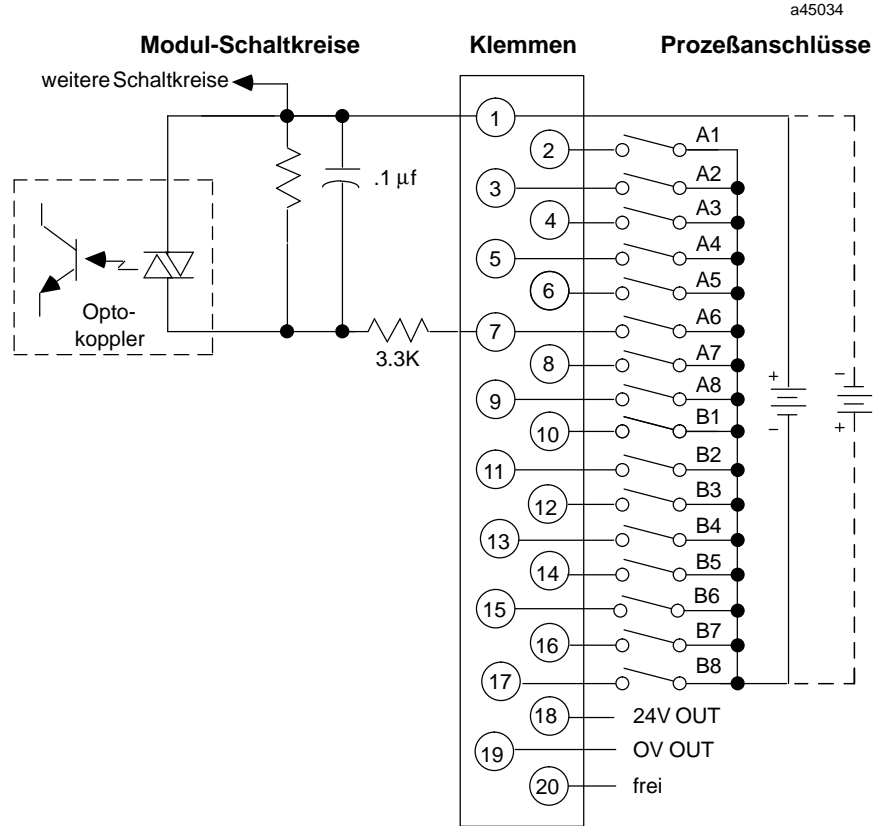 a45034
Modul-Schaltkreise Klemmen Prozeßanschlüsse
weitere Schaltkreise
1
2 A1
3 A2
.1 µf
4 A3
5 A4
6 A5
Opto-
koppler
7 A6
3.3K
8 A7
9 A8
+ −
10 B1
− +
11 B2
12 B3
13 B4
14 B5
15 B6
16 B7
17 B8
18 24V OUT
19 OV OUT
20 frei